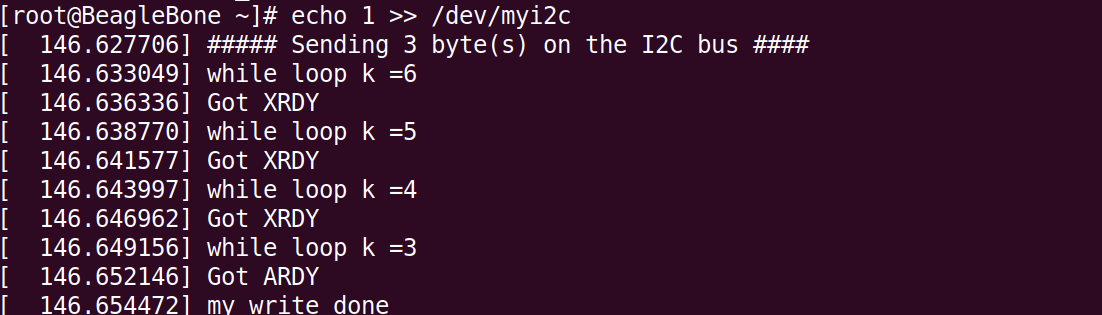 [root@BeagleBone ~]# echo 1 >> /dev/myi2c
[  146.627706] ##### Sending 3 byte(s) on the I2C bus ####
[  146.633049] while loop k =6
[  146.636336] Got XRDY
[  146.638770] while loop k =5
[  146.641577] Got XRDY
[  146.643997] while loop k =4
[  146.646962] Got XRDY
[  146.649156] while loop k =3
[  146.652146] Got ARDY
[  146.654472] my write done